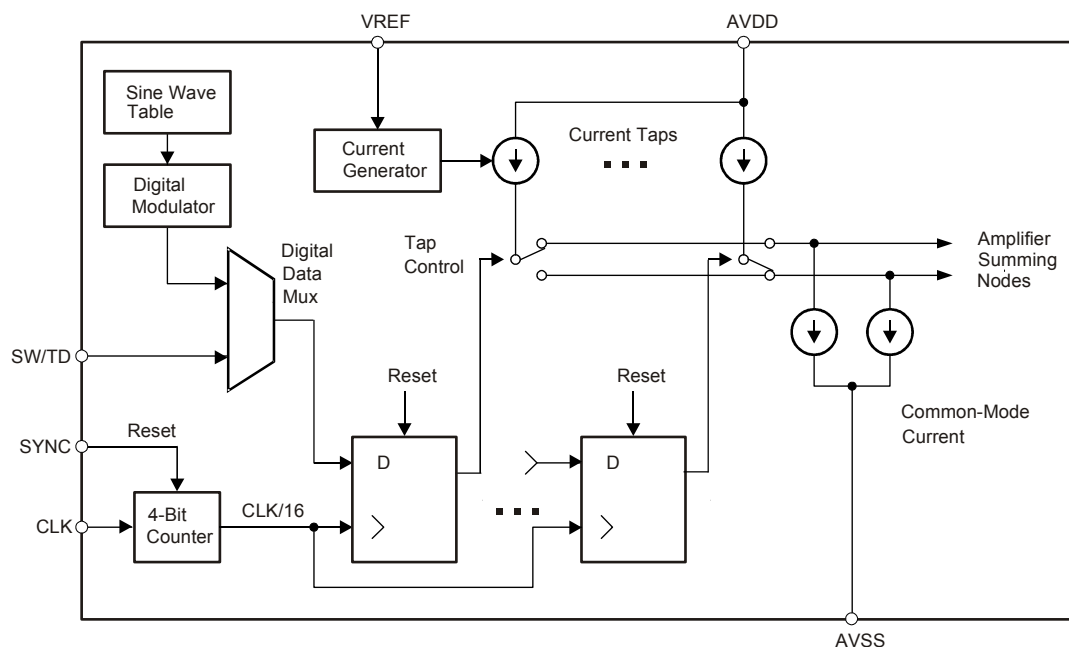 VREF
AVDD
Sine Wave
Table
Current
Generator
Current Taps
Digital
Modulator
Digital
Data
Mux
Tap
Control
Amplifier
Summing
Nodes
SW/TD
Reset
Reset
Common-Mode
Current
SYNC
Reset
D
D
CLK
4-Bit
Counter
CLK/16
AVSS